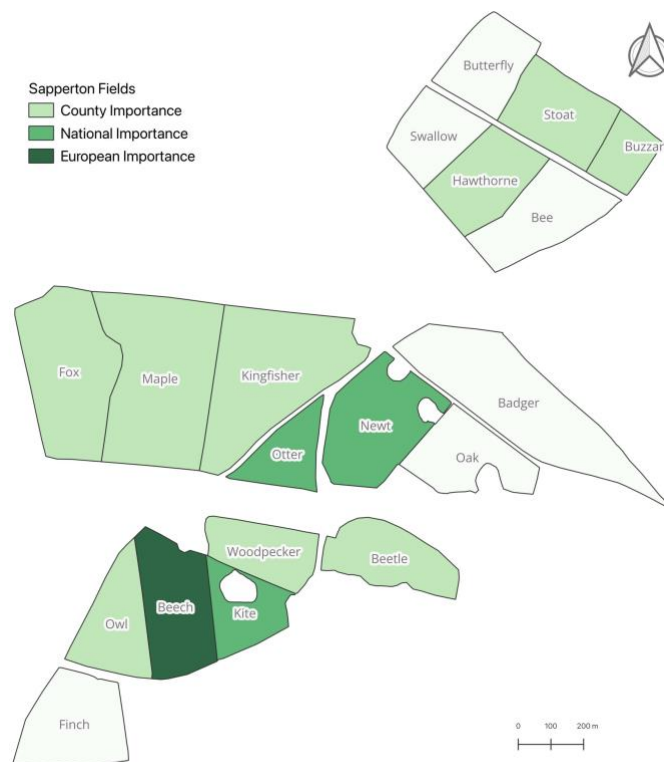 Sapperton Fields
County Importance
National Importance
European Importance
Butterfly
Stoat
Buzzar
Swallow
Hawthorne
Bee
Fox
Maple
Kingfisher
Badger
Newt
Otter
Oak
Woodpecker
Beetle
Owl
Beech
Kite
Finch
0 100 200 m